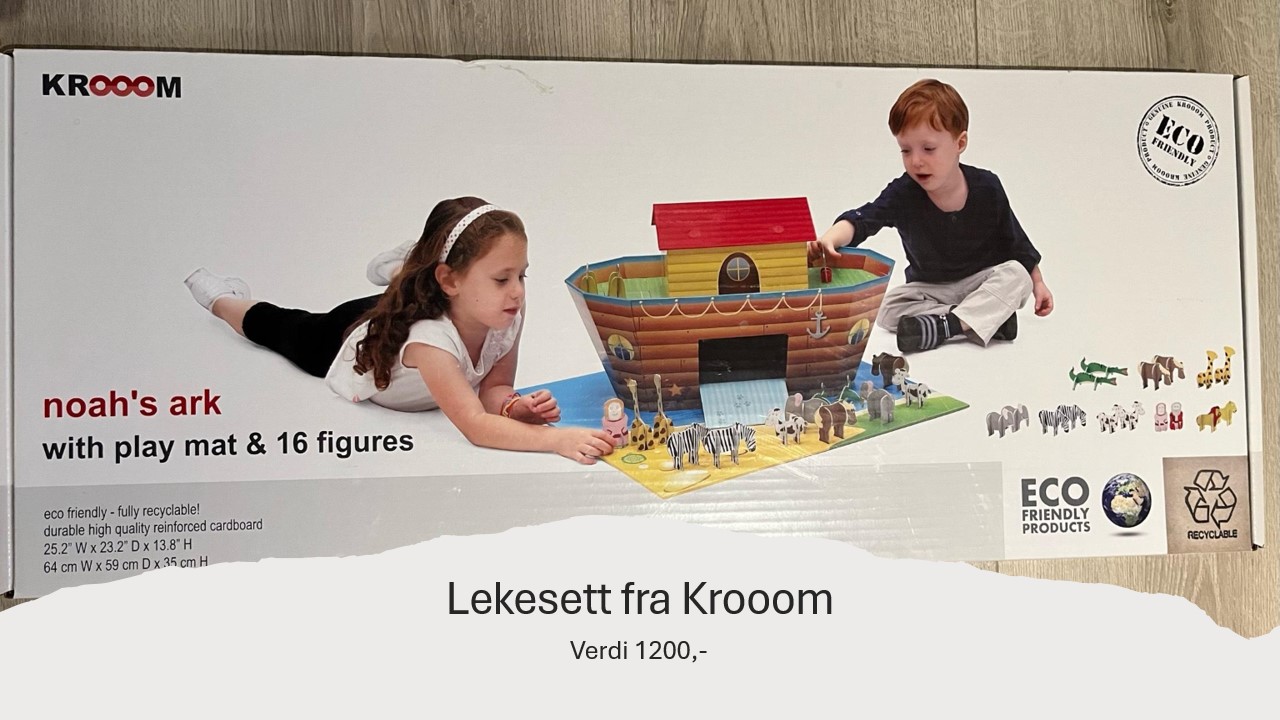 KROOOM
GENUINE KROOOM PRODUCT
ECO
FRIENDLY
noah's ark
with play mat & 16 figures
eco friendly - fully recyclable!
durable high quality reinforced cardboard
25.2" W x 23.2" D x 13.8" H
64 cm W x 59 cm D x 35 cm H
ECO
FRIENDLY
PRODUCTS
RECYCLABLE
Lekesett fra Krooom
Verdi 1200,-